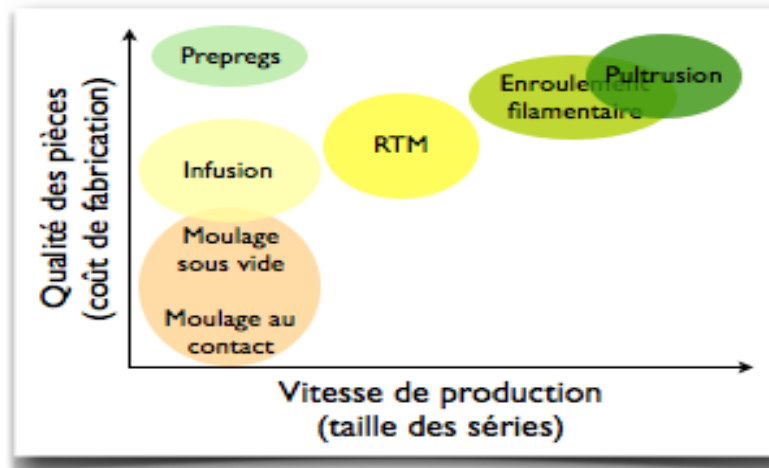 Qualité des pièces
(coût de fabrication)
Prepregs
Infusion
Moulage
sous vide
Moulage au
contact
RTM
Enroulement
filamentaire
Pultrusion
Vitesse de production
(taille des séries)